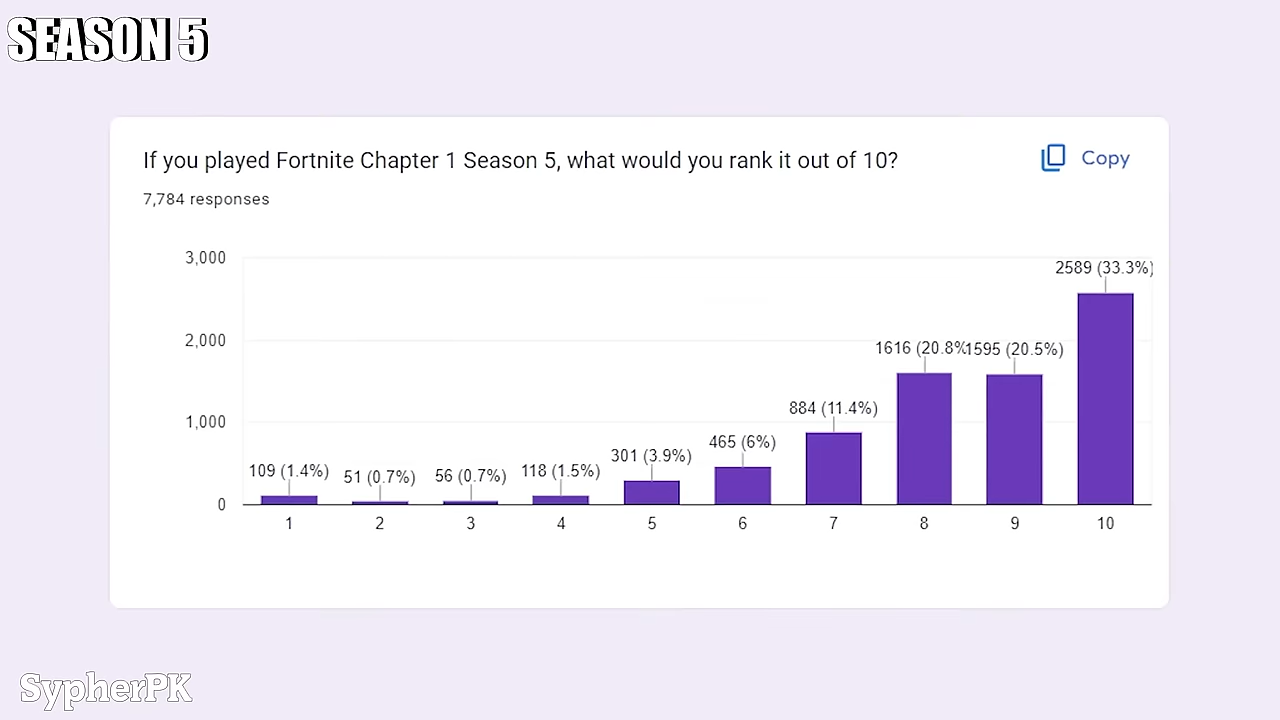 SEASON 5
If you played Fortnite Chapter 1 Season 5, what would you rank it out of 10?
Copy
7,784 responses
3,000
2,000
1,000
0
109 (1.4%)
51 (0.7%)
56 (0.7%)
118 (1.5%)
301 (3.9%)
465 (6%)
884 (11.4%)
1616 (20.8%
1595 (20.5%)
2589 (33.3%)
1 2 3 4 5 6 7 8 9 10
SypherPK